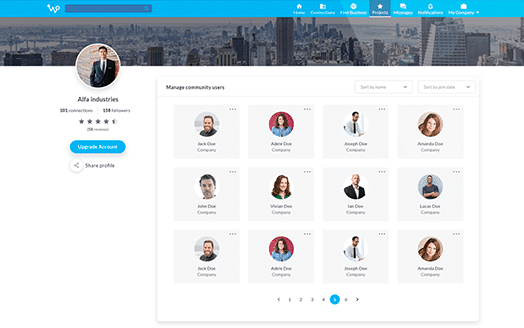 Home
Connections
Find Business
Projects
Messages
Notifications
My Company
Alfa industries
101 connections 158 followers
(58 reviews)
Upgrade Account
Share profile
Manage community users
Sort by name
Sort by join date
Jack Doe
Company
Adele Doe
Company
Joseph Doe
Company
Amanda Doe
Company
John Doe
Company
Vivian Doe
Company
Ian Doe
Company
Lucas Doe
Company
Jack Doe
Company
Adele Doe
Company
Joseph Doe
Company
Amanda Doe
Company
< 1 2 3 4 5 6 >